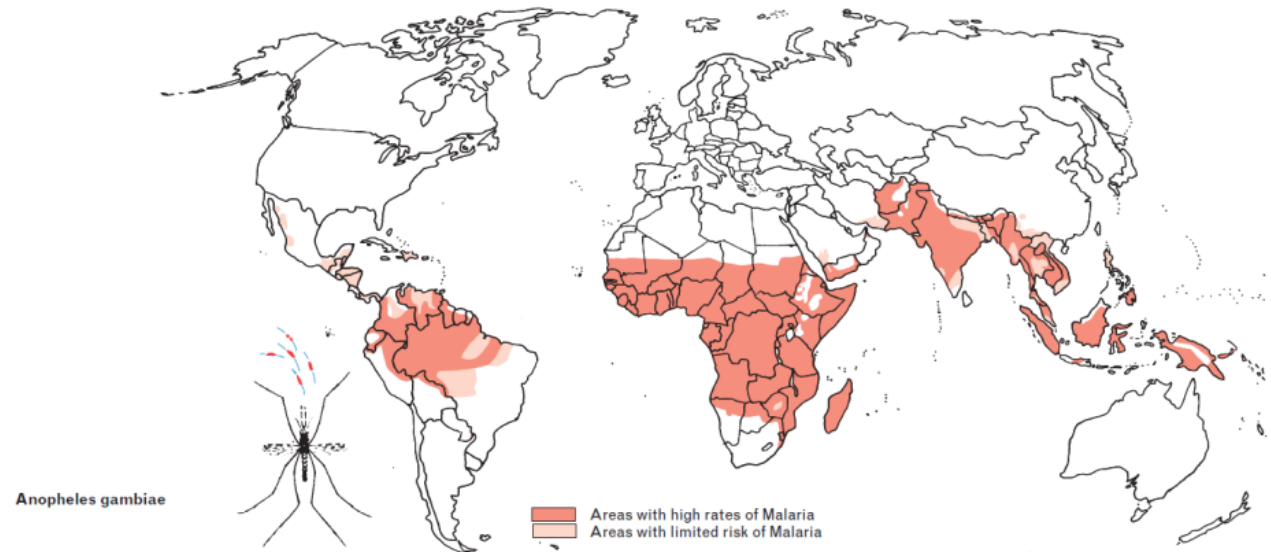 Anopheles gambiae
Areas with high rates of Malaria
Areas with limited risk of Malaria